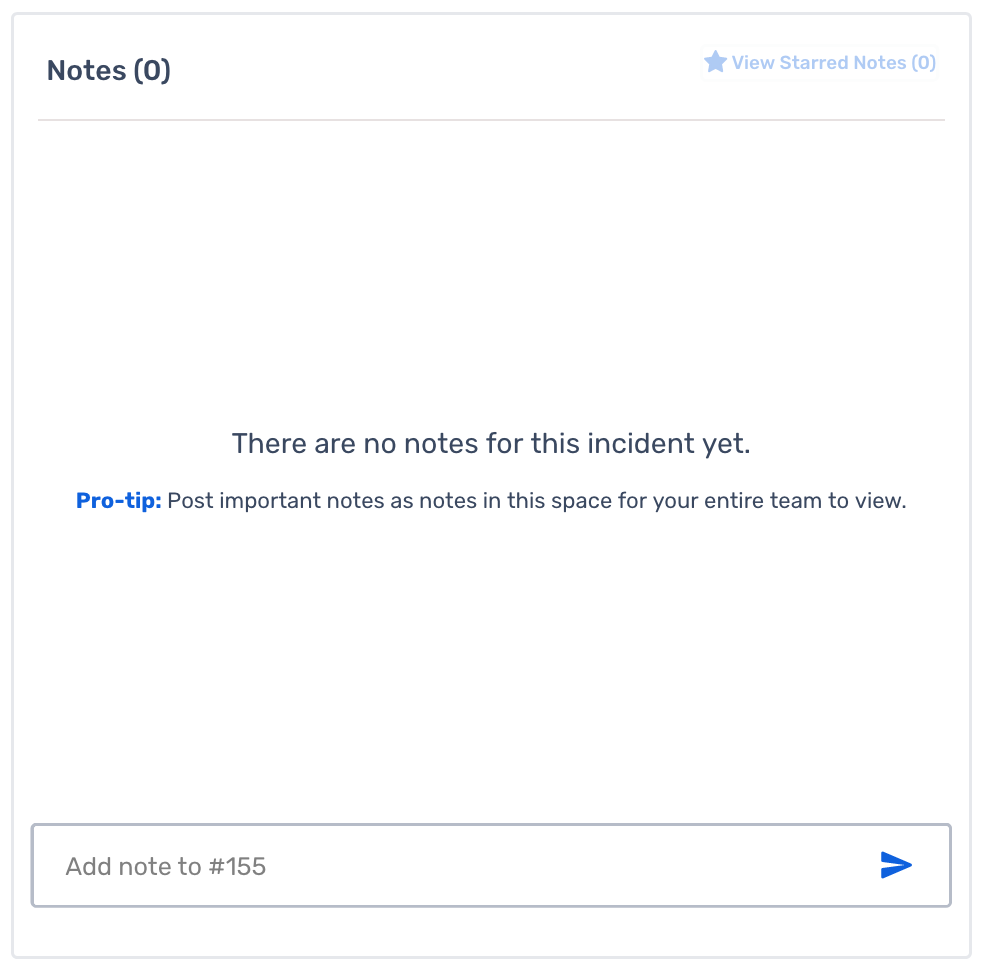 Notes (0)
View Starred Notes (0)
There are no notes for this incident yet.
Pro-tip: Post important notes as notes in this space for your entire team to view.
Add note to #155